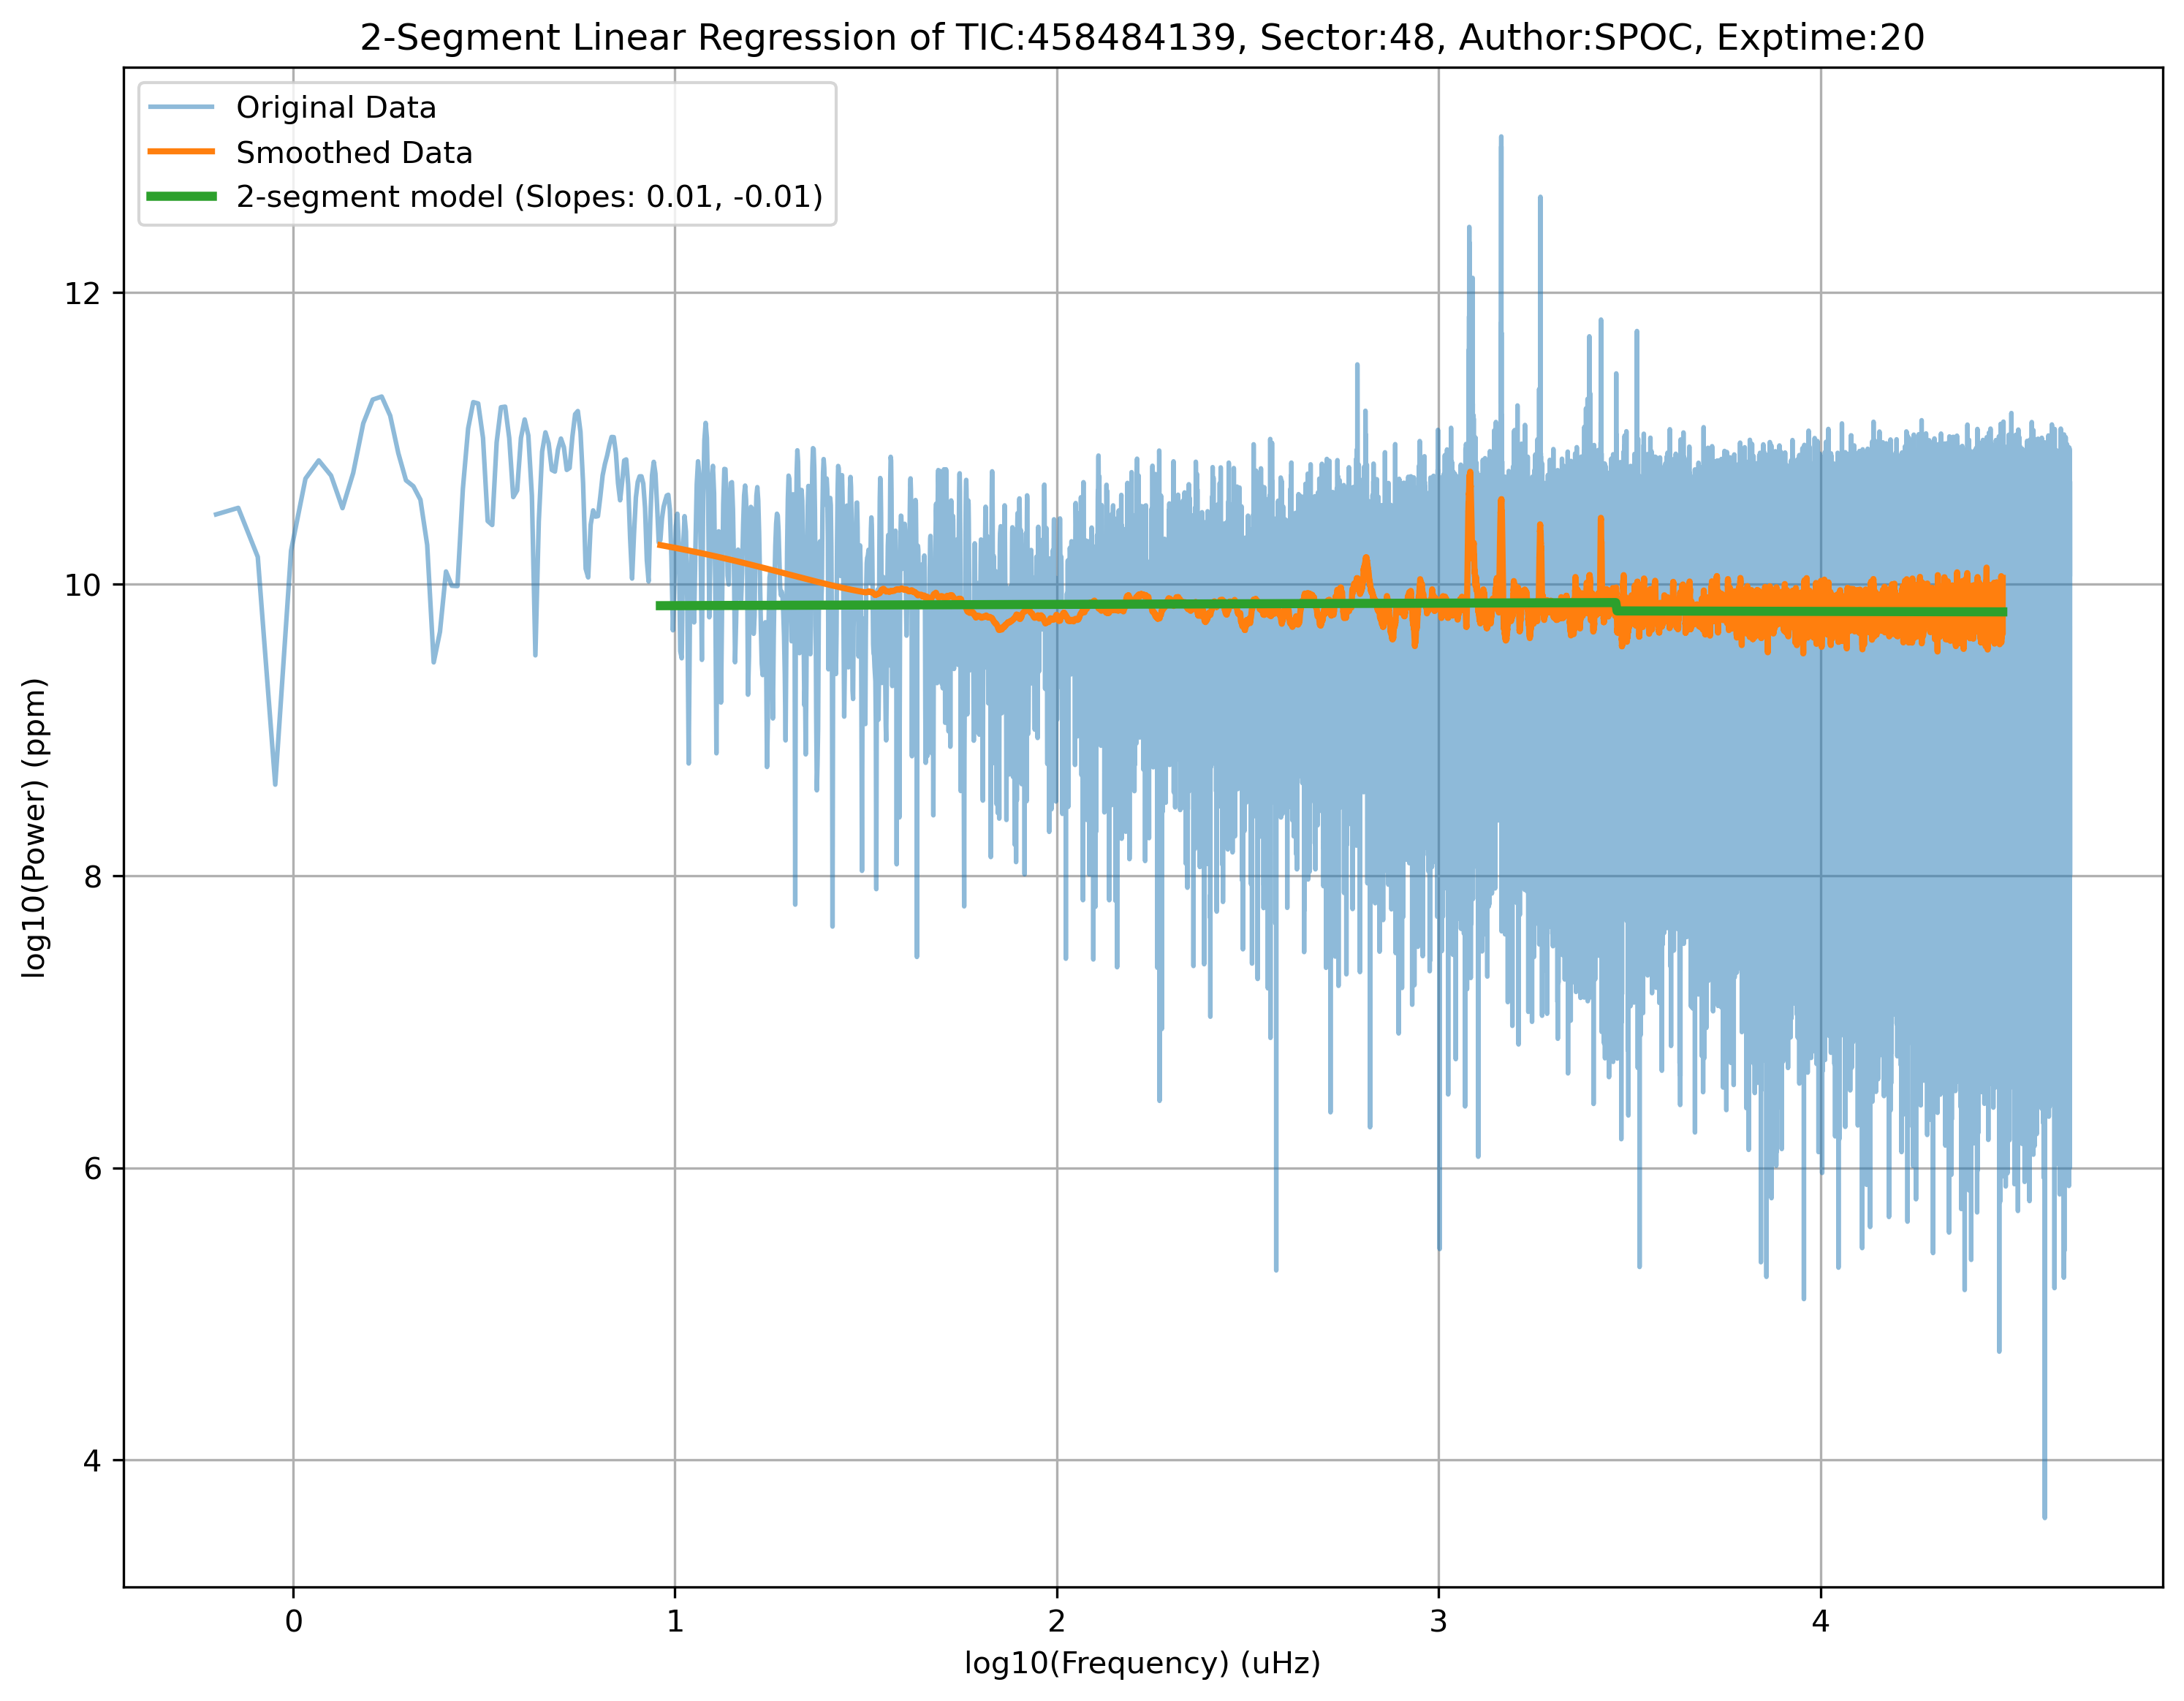 2-Segment Linear Regression of TIC:458484139, Sector:48, Author:SPOC, Exptime:20
Original Data
Smoothed Data
2-segment model (Slopes: 0.01, -0.01)
log10(Power) (ppm)
12
10
8
6
4
0
1
2
3
4
log10(Frequency) (uHz)